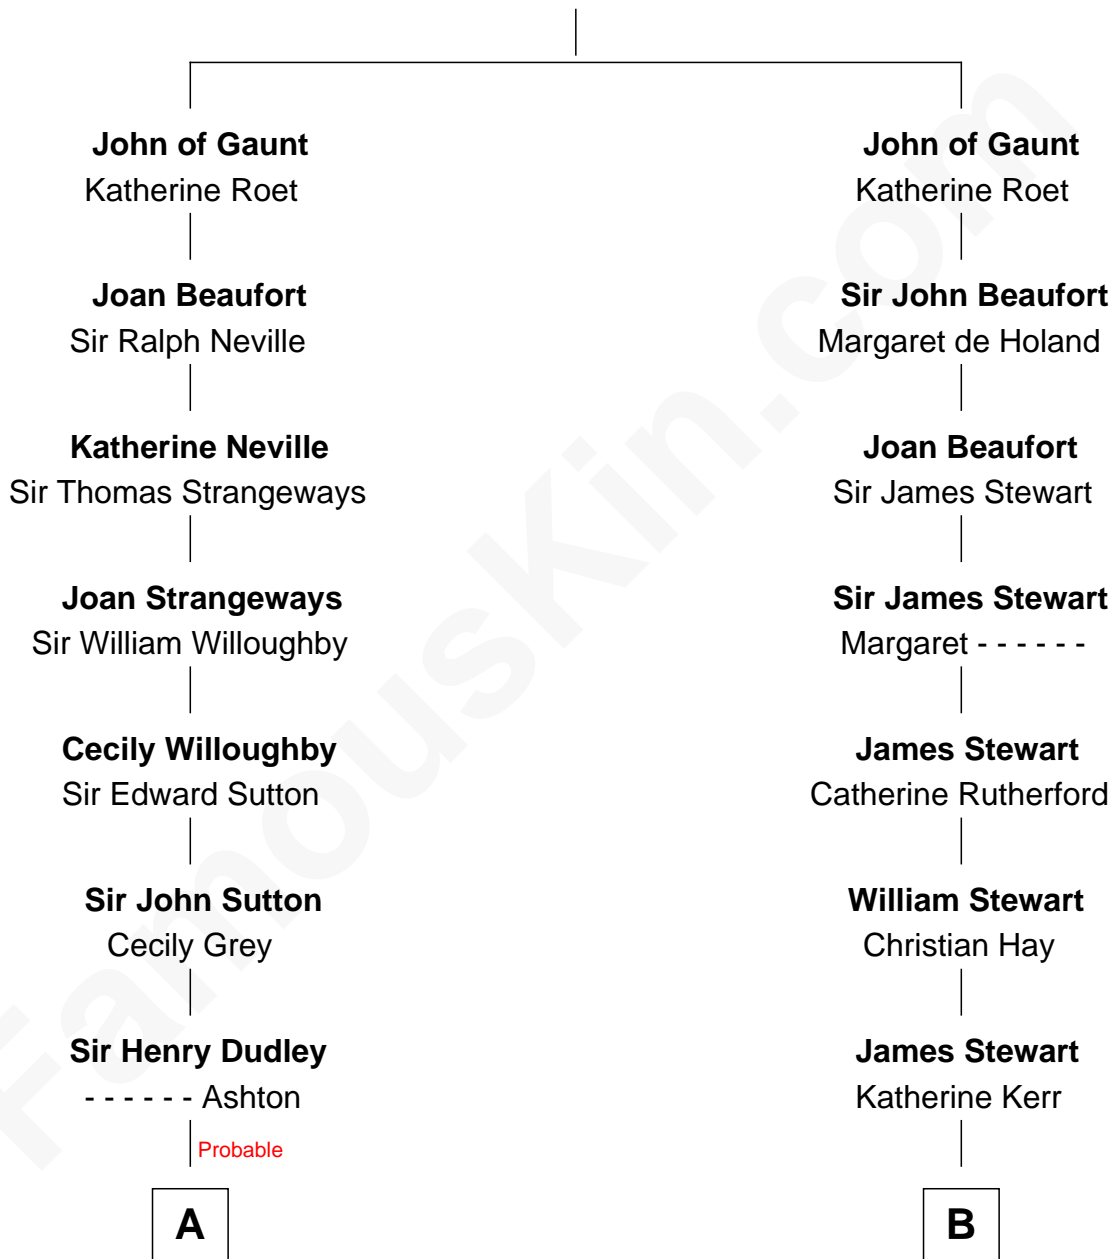 John of Gaunt
Katherine Roet
Joan Beaufort
Sir Ralph Neville
Katherine Neville
Sir Thomas Strangeways
Joan Strangeways
Sir William Willoughby
Cecily Willoughby
Sir Edward Sutton
Sir John Sutton
Cecily Grey
Sir Henry Dudley
- - - - - - Ashton
Probable
A
John of Gaunt
Katherine Roet
Sir John Beaufort
Margaret de Holand
Joan Beaufort
Sir James Stewart
Sir James Stewart
Margaret - - - - - -
James Stewart
Catherine Rutherford
William Stewart
Christian Hay
James Stewart
Katherine Kerr
B
FamousKin.com